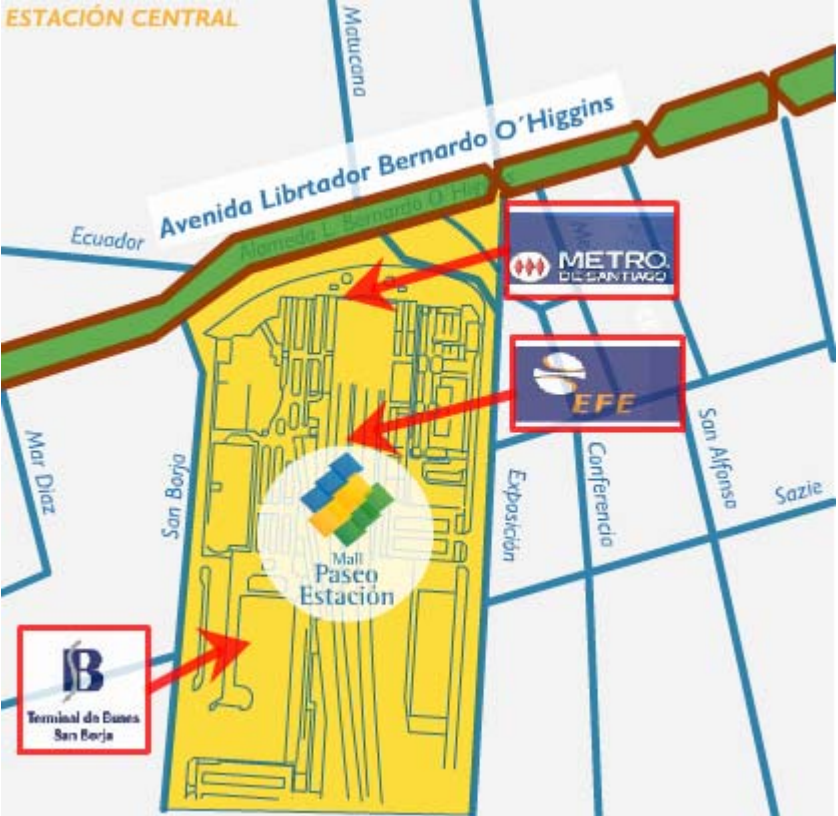 ESTACIÓN CENTRAL
Matucana
Avenida Librtador Bernardo O´Higgins
Alameda L. Bernardo O´Higgins
Ecuador
METRO
DE SANTIAGO
EFE
Mar Diaz
San Borja
Exposición
Conferencia
San Alfonso
Sazie
Mall
Paseo
Estación
B
Terminal de Buses
San Borja